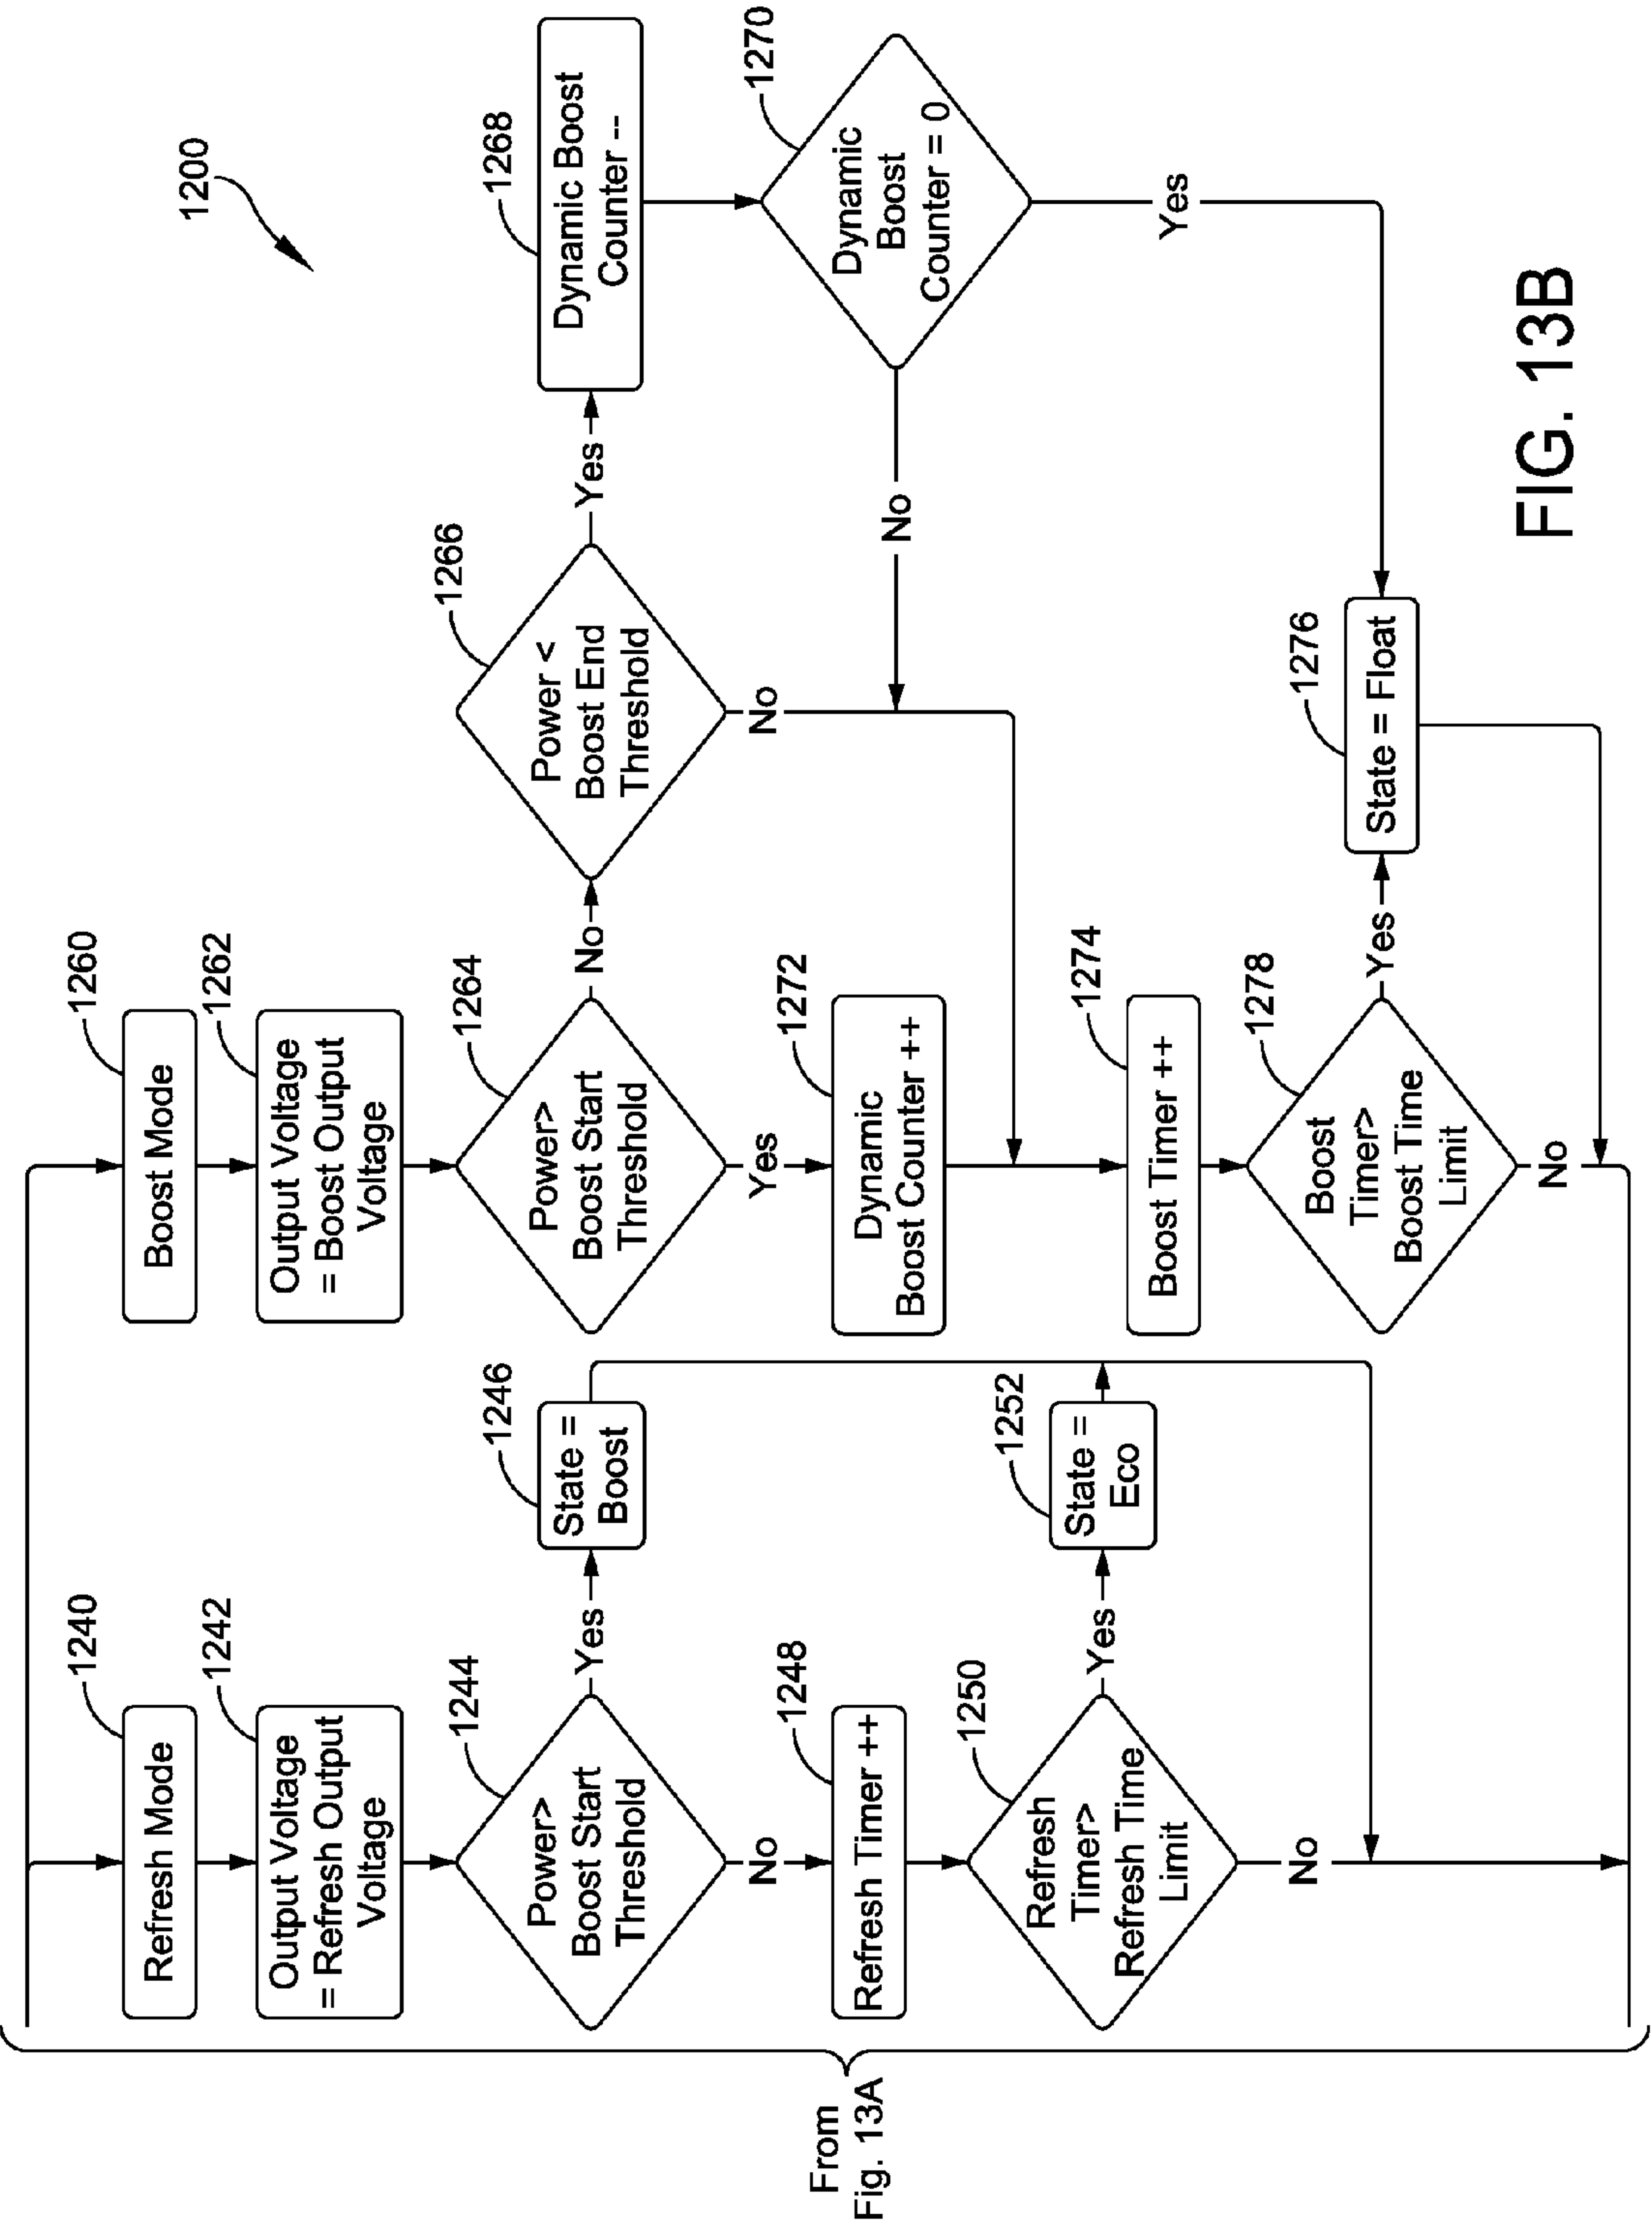 1200
From
Fig. 13A
1240
Refresh Mode
1242
Output Voltage
= Refresh Output
Voltage
1244
Power>
Boost Start
Threshold
Yes
1246
State =
Boost
No
1248
Refresh Timer ++
1250
Refresh
Timer>
Refresh Time
Limit
Yes
1252
State =
Eco
No
1260
Boost Mode
1262
Output Voltage
= Boost Output
Voltage
1264
Power>
Boost Start
Threshold
No
1266
Power <
Boost End
Threshold
Yes
1268
Dynamic Boost
Counter --
1270
Dynamic
Boost
Counter = 0
No
Yes
No
Yes
1272
Dynamic
Boost Counter ++
1274
Boost Timer ++
1278
Boost
Timer>
Boost Time
Limit
Yes
1276
State = Float
No
FIG. 13B